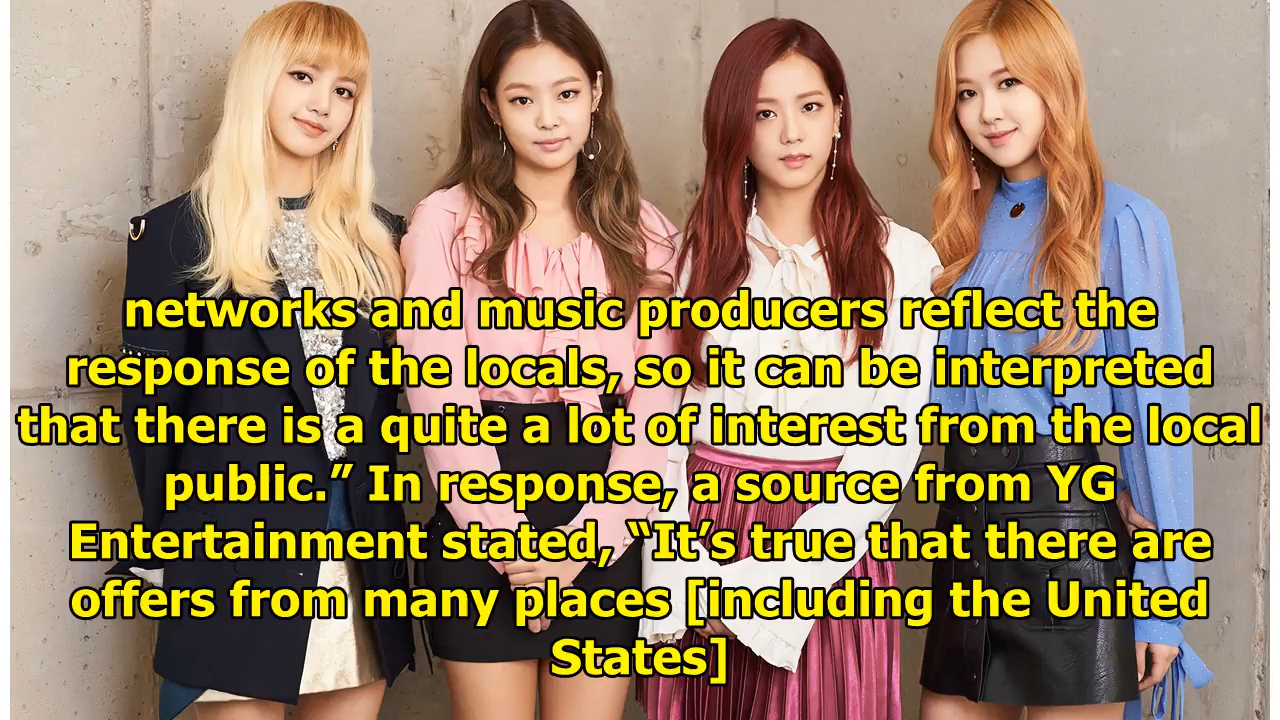 networks and music producers reflect the
response of the locals, so it can be interpreted
that there is a quite a lot of interest from the local
public.” In response, a source from YG
Entertainment stated, “It’s true that there are
offers from many places [including the United
States]